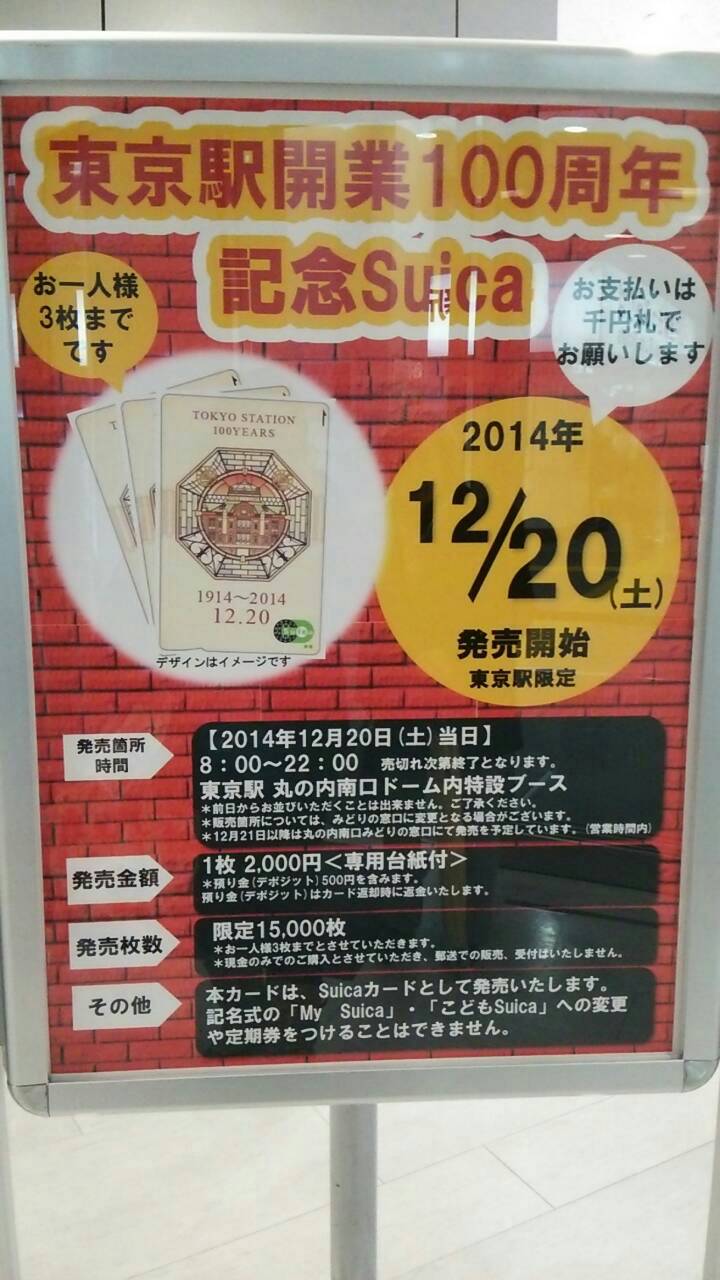 東京駅開業100周年
記念Suica
お一人様
3枚まで
です
お支払いは
千円札で
お願いします
TOKYO STATION
100YEARS
1914～2014
12.20
デザインはイメージです
2014年
12/20(土)
発売開始
東京駅限定
発売箇所
時間
【2014年12月20日(土)当日】
8：00～22：00 売切れ次第終了となります。
東京駅 丸の内南口ドーム内特設ブース
＊前日からお並びいただくことは出来ません。ご了承ください。
＊販売箇所については、みどりの窓口に変更となる場合がございます。
＊12月21日以降は丸の内南口みどりの窓口にて発売を予定しています。(営業時間内)
発売金額
1枚 2,000円＜専用台紙付＞
＊預り金(デポジット)500円を含みます。
預り金(デポジット)はカード返却時に返金いたします。
発売枚数
限定15,000枚
＊お一人様3枚までとさせていただきます。
＊現金のみでのご購入とさせていただき、郵送での販売、受付はいたしません。
その他
本カードは、Suicaカードとして発売いたします。
記名式の「My Suica」・「こどもSuica」への変更
や定期券をつけることはできません。